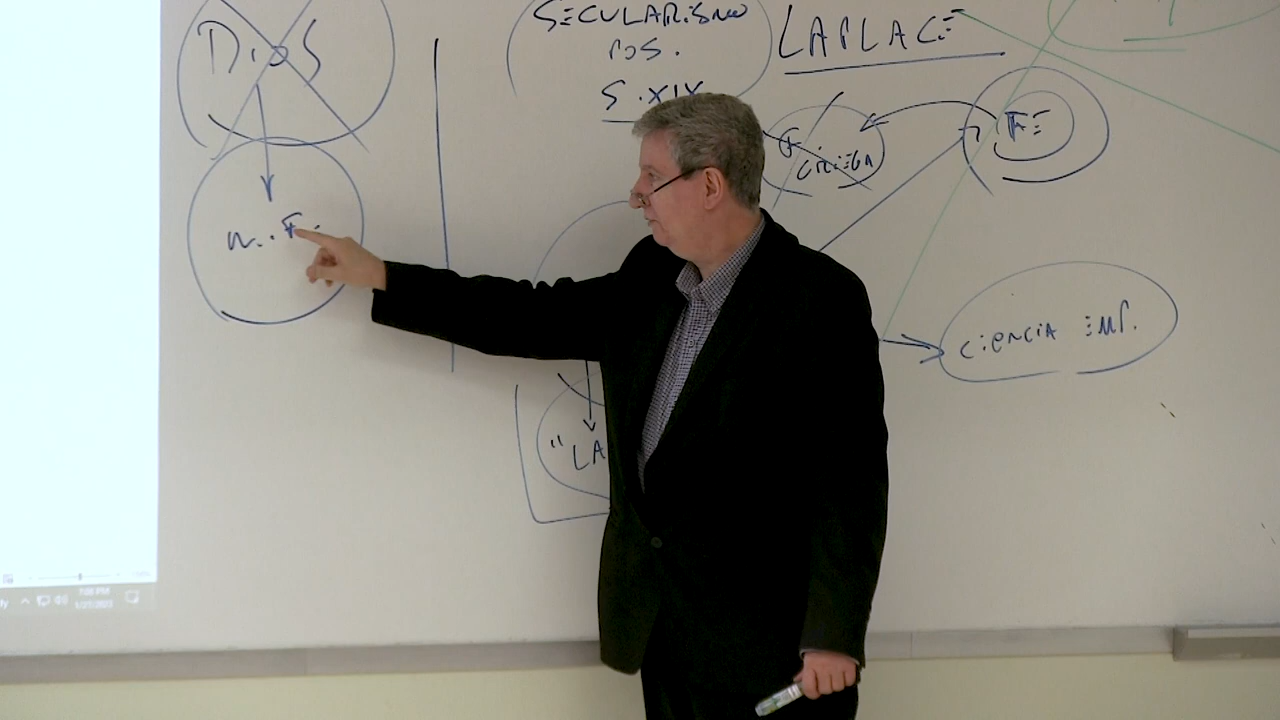 DioS
n. F.
SECULARiSMO
POS.
S. XIX
LAPLACE
F.
CIEGA
FE
CiENCIA EMP.
"LA